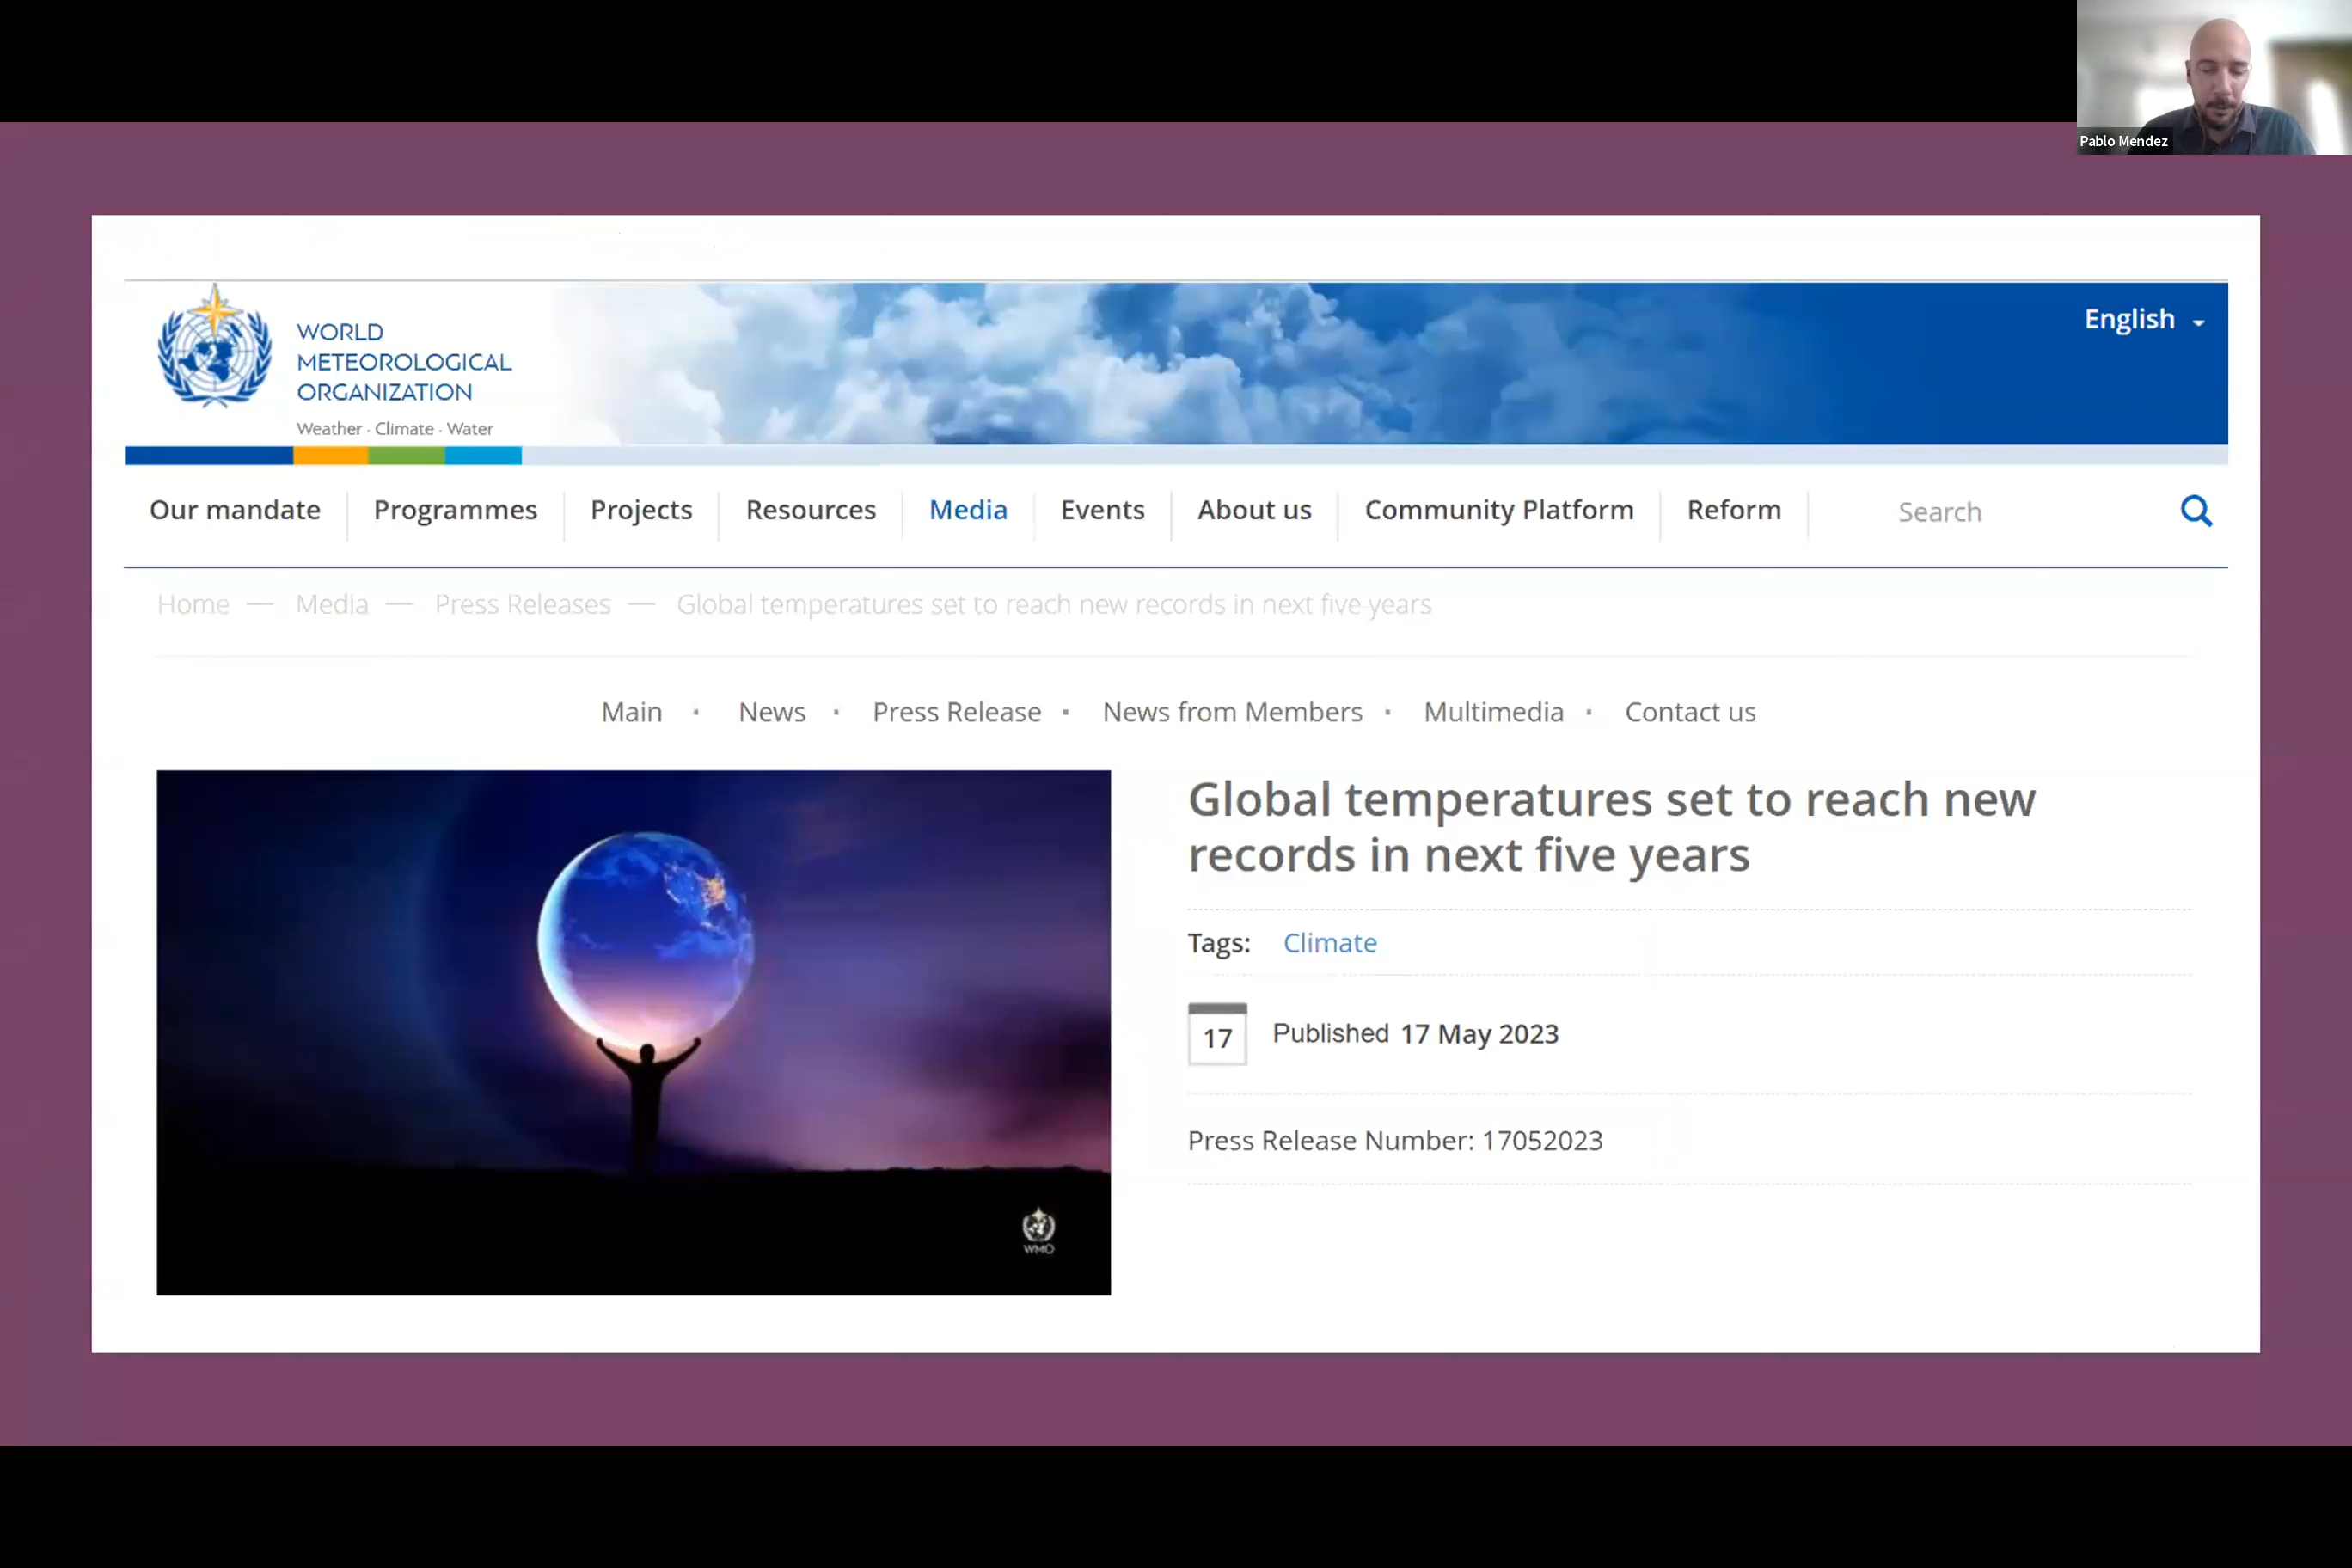 Pablo Mendez
WORLD
METEOROLOGICAL
ORGANIZATION
Weather · Climate · Water
English
Our mandate Programmes Projects Resources Media Events About us Community Platform Reform Search
Home — Media — Press Releases — Global temperatures set to reach new records in next five years
Main · News · Press Release · News from Members · Multimedia · Contact us
Global temperatures set to reach new
records in next five years
Tags: Climate
17 Published 17 May 2023
Press Release Number: 17052023
WMO